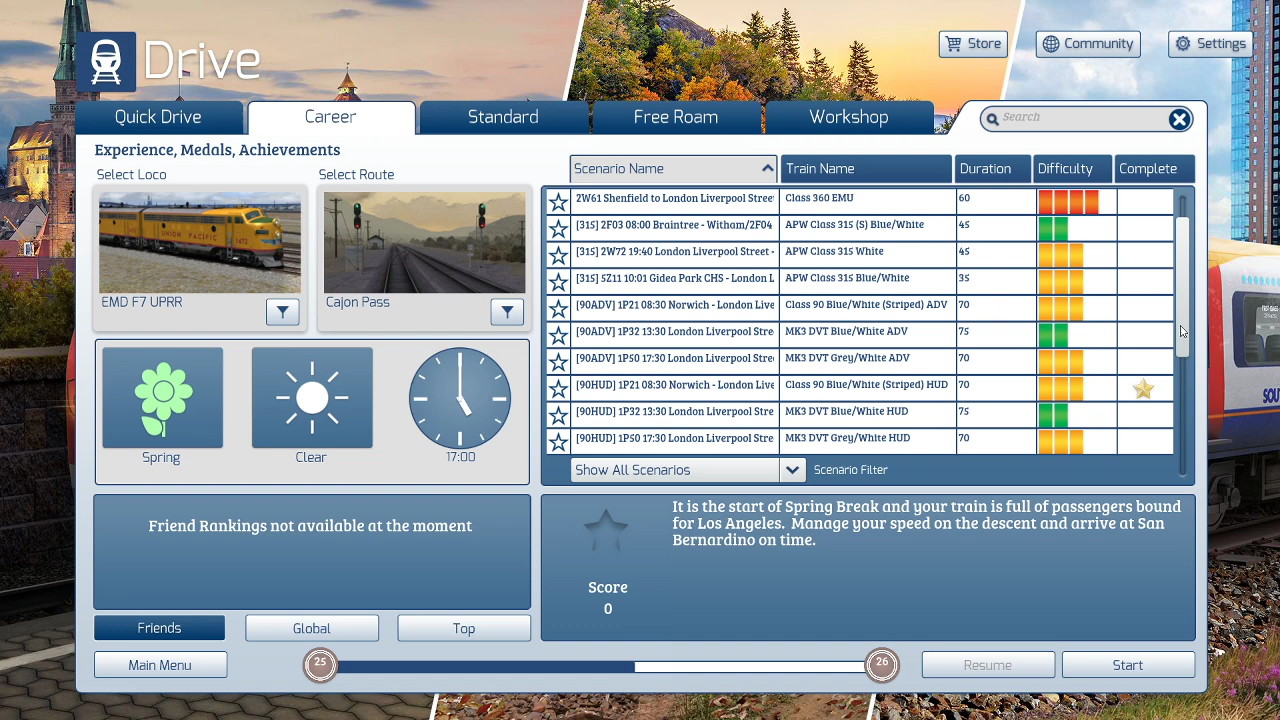 Drive
Store
Community
Settings
Quick Drive
Career
Standard
Free Roam
Workshop
Search
Experience, Medals, Achievements
Select Loco
Select Route
EMD F7 UPRR
Cajon Pass
Spring
Clear
17:00
Scenario Name
Train Name
Duration
Difficulty
Complete
2W61 Shenfield to London Liverpool Stree
Class 360 EMU
60
[315] 2F03 08:00 Braintree - Witham/2F04
APW Class 315 (S) Blue/White
45
[315] 2W72 19:40 London Liverpool Street -
APW Class 315 White
45
[315] 5Z11 10:01 Gidea Park CHS - London L
APW Class 315 Blue/White
35
[90ADV] 1P21 08:30 Norwich - London Live
Class 90 Blue/White (Striped) ADV
70
[90ADV] 1P32 13:30 London Liverpool Stre
MK3 DVT Blue/White ADV
75
[90ADV] 1P50 17:30 London Liverpool Stre
MK3 DVT Grey/White ADV
70
[90HUD] 1P21 08:30 Norwich - London Live
Class 90 Blue/White (Striped) HUD
70
[90HUD] 1P32 13:30 London Liverpool Stre
MK3 DVT Blue/White HUD
75
[90HUD] 1P50 17:30 London Liverpool Stre
MK3 DVT Grey/White HUD
70
Show All Scenarios
Scenario Filter
Friend Rankings not available at the moment
It is the start of Spring Break and your train is full of passengers bound
for Los Angeles. Manage your speed on the descent and arrive at San
Bernardino on time.
Score
0
Friends
Global
Top
Main Menu
25
26
Resume
Start
UNION PACIFIC
1472
SOU